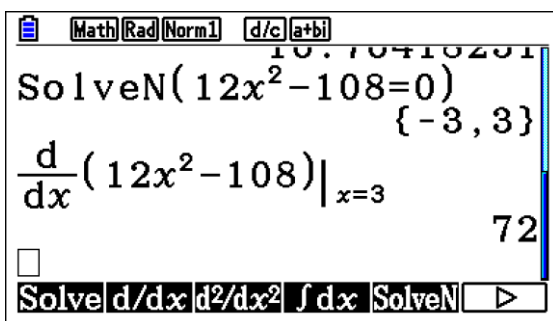 Math Rad Norm1 d/c a+bi
SolveN(12x²−108=0)
{-3,3}
d/dx(12x²−108)|x=3
72
Solve d/dx d²/dx² ∫dx SolveN ▷